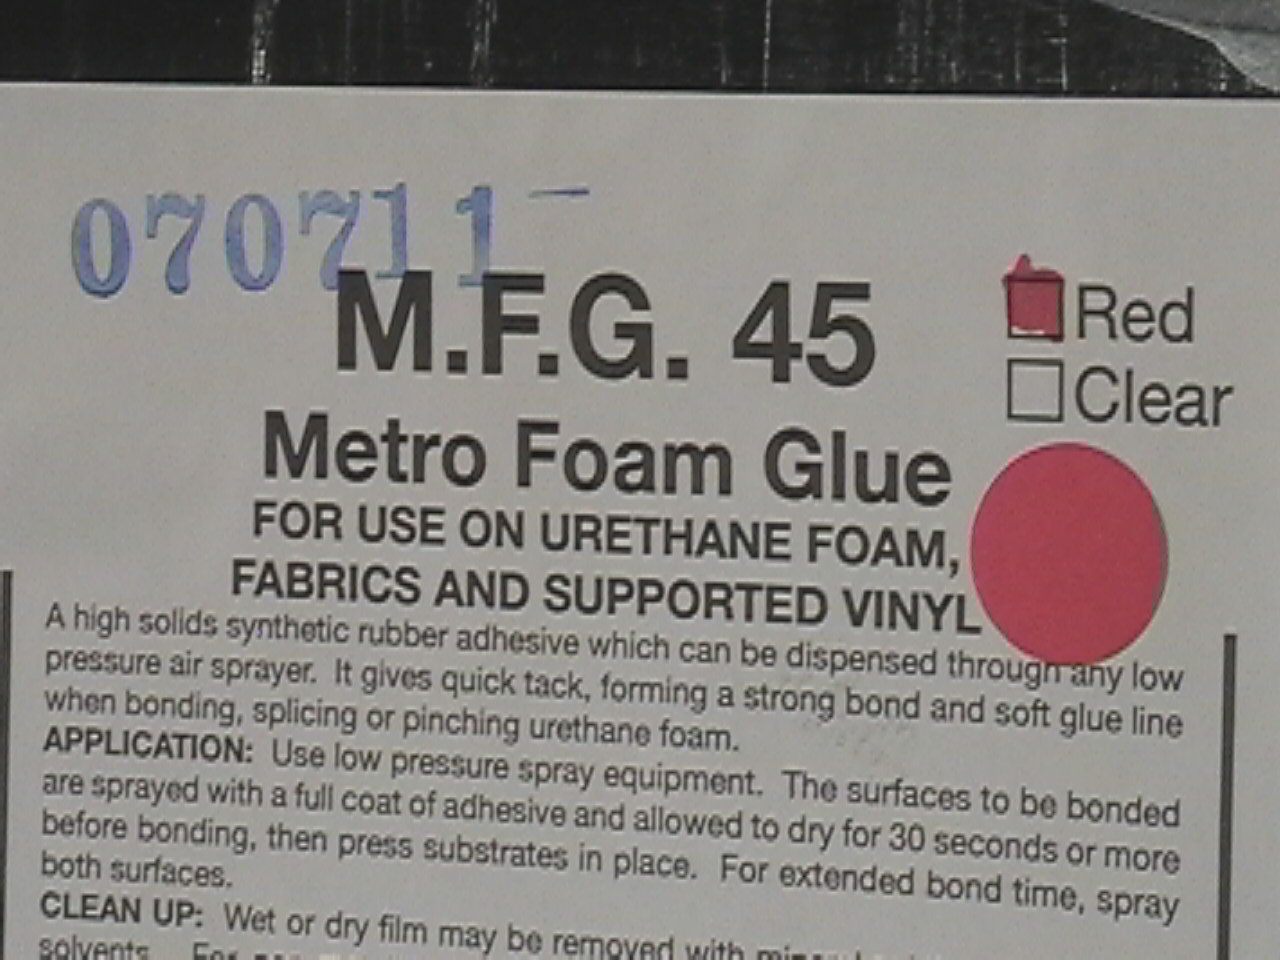 070711
M.F.G. 45
Red
Clear
Metro Foam Glue
FOR USE ON URETHANE FOAM,
FABRICS AND SUPPORTED VINYL
A high solids synthetic rubber adhesive which can be dispensed through any low
pressure air sprayer. It gives quick tack, forming a strong bond and soft glue line
when bonding, splicing or pinching urethane foam.
APPLICATION: Use low pressure spray equipment. The surfaces to be bonded
are sprayed with a full coat of adhesive and allowed to dry for 30 seconds or more
before bonding, then press substrates in place. For extended bond time, spray
both surfaces.
CLEAN UP: Wet or dry film may be removed with
solvents. For